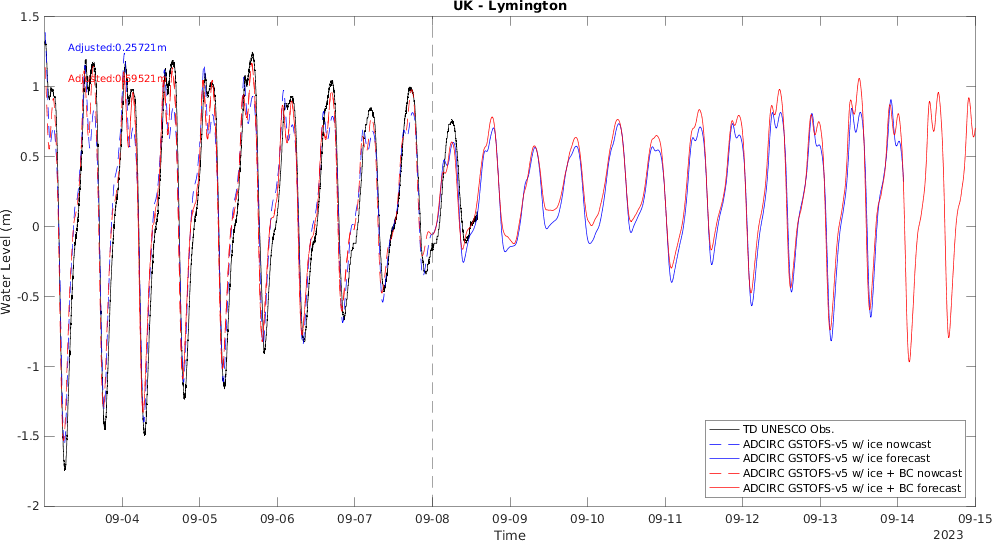 UK - Lymington
Adjusted:0.25721m
Adjusted:0.59521m
1.5
1
0.5
0
-0.5
-1
-1.5
-2
Water Level (m)
TD UNESCO Obs.
ADCIRC GSTOFS-v5 w/ ice nowcast
ADCIRC GSTOFS-v5 w/ ice forecast
ADCIRC GSTOFS-v5 w/ ice + BC nowcast
ADCIRC GSTOFS-v5 w/ ice + BC forecast
09-04 09-05 09-06 09-07 09-08 09-09 09-10 09-11 09-12 09-13 09-14 09-15
Time
2023